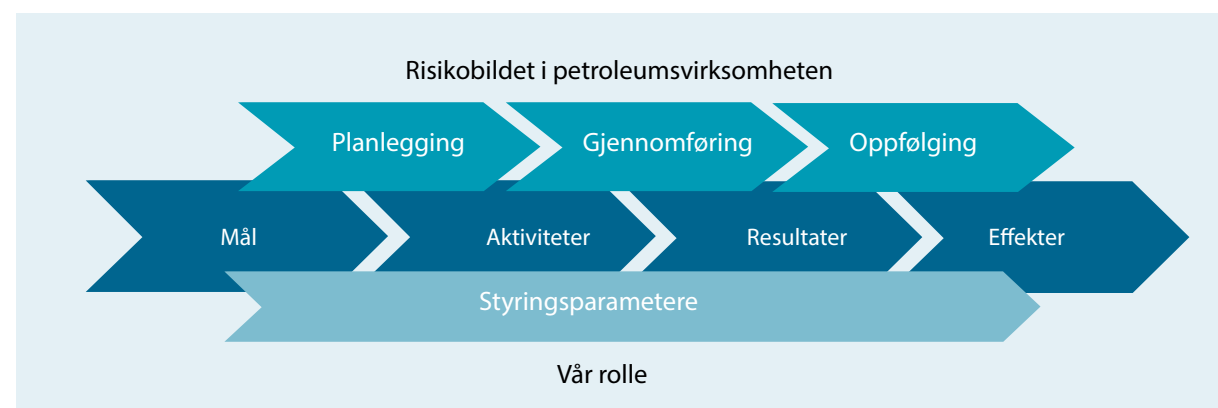 Risikobildet i petroleumsvirksomheten
Planlegging Gjennomføring Oppfølging
Mål Aktiviteter Resultater Effekter
Styringsparametere
Vår rolle